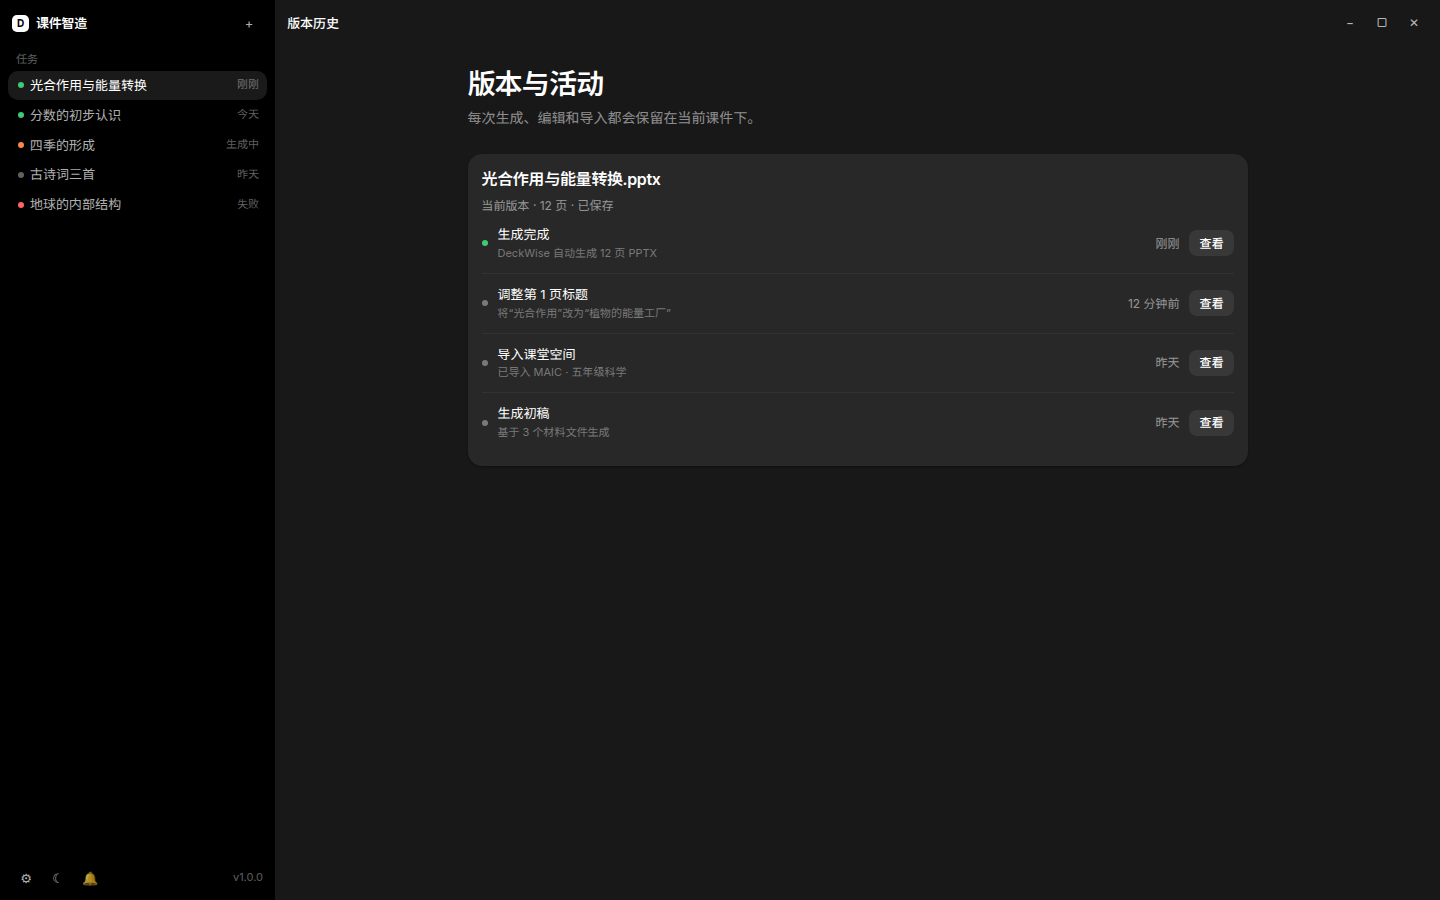 D 课件智造 +
任务
光合作用与能量转换 刚刚
分数的初步认识 今天
四季的形成 生成中
古诗词三首 昨天
地球的内部结构 失败
v1.0.0
版本历史
版本与活动
每次生成、编辑和导入都会保留在当前课件下。
光合作用与能量转换.pptx
当前版本 · 12 页 · 已保存
生成完成
DeckWise 自动生成 12 页 PPTX
刚刚 查看
调整第 1 页标题
将“光合作用”改为“植物的能量工厂”
12 分钟前 查看
导入课堂空间
已导入 MAIC · 五年级科学
昨天 查看
生成初稿
基于 3 个材料文件生成
昨天 查看